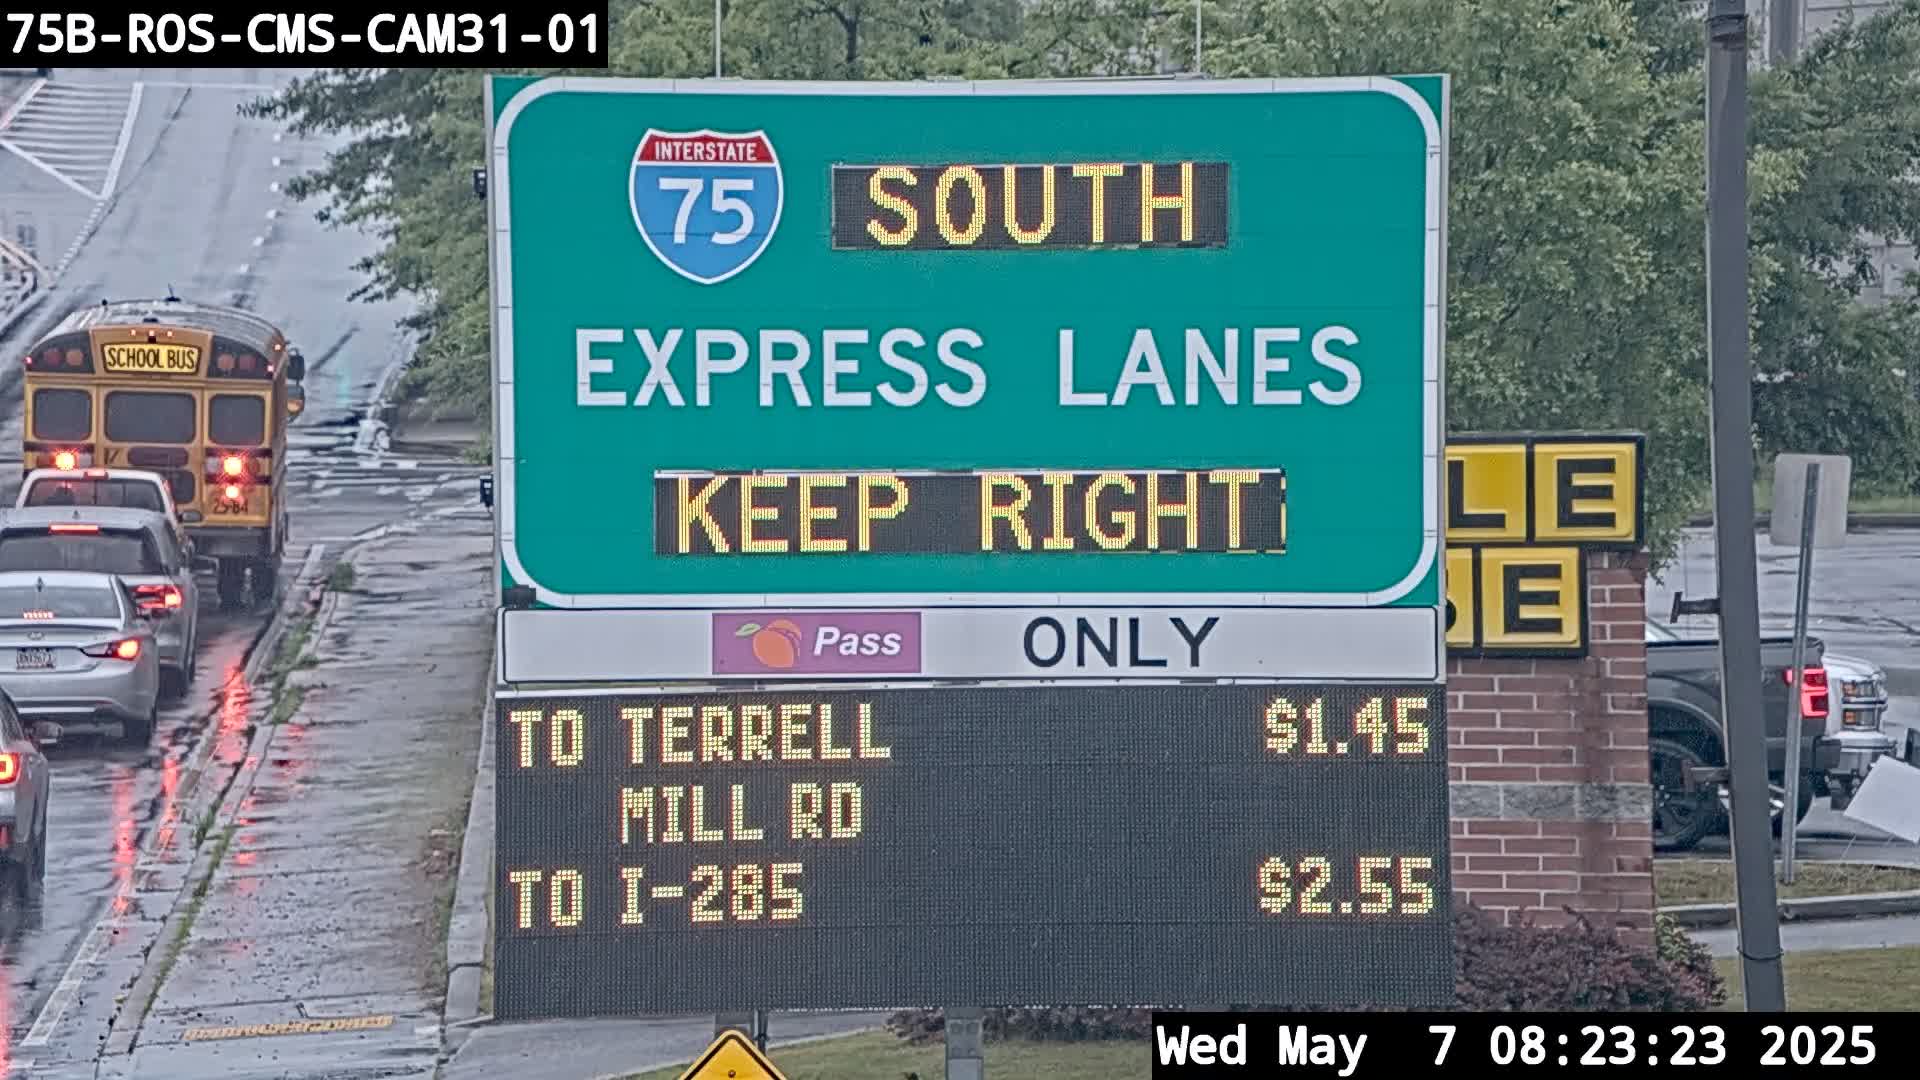 75B-ROS-CMS-CAM31-01
INTERSTATE
75
SOUTH
EXPRESS LANES
KEEP RIGHT
Pass ONLY
TO TERRELL $1.45
MILL RD
TO I-285 $2.55
SCHOOL BUS
LE
E
Wed May 7 08:23:23 2025